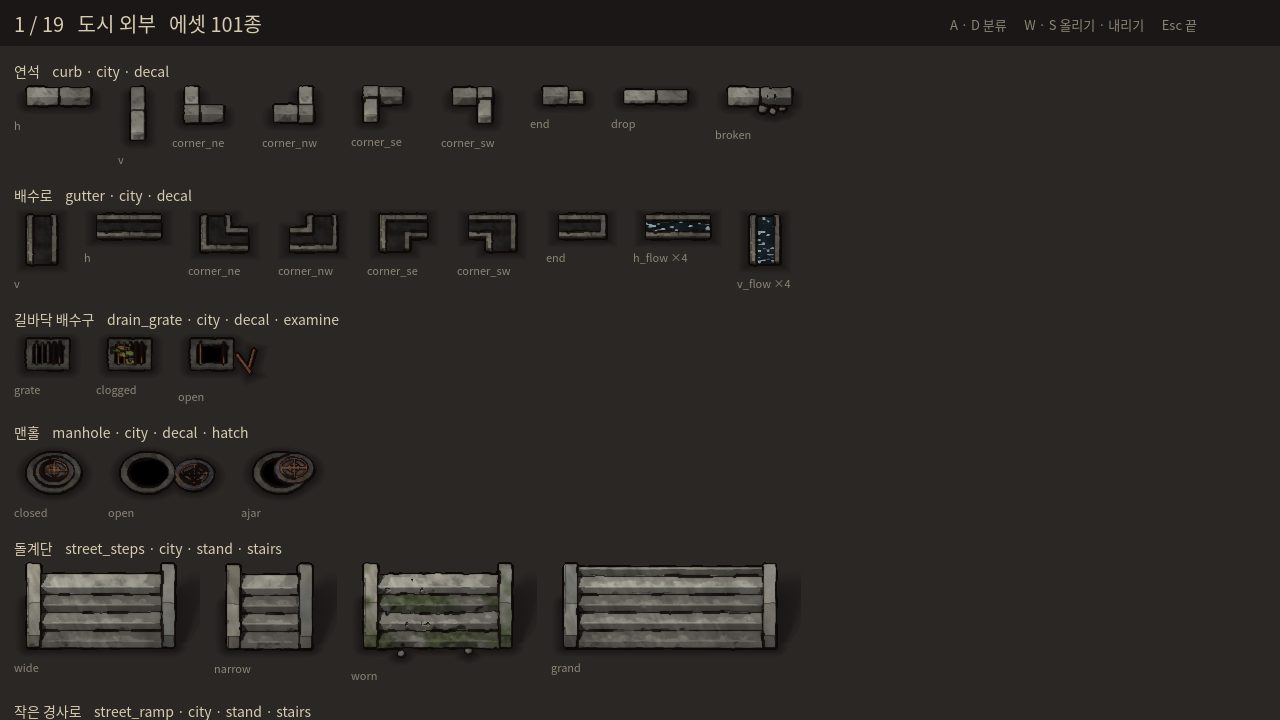 1 / 19 도시 외부 에셋 101종 A · D 분류 W · S 올리기 · 내리기 Esc 끝
연석 curb · city · decal
h v corner_ne corner_nw corner_se corner_sw end drop broken
배수로 gutter · city · decal
v h corner_ne corner_nw corner_se corner_sw end h_flow ×4 v_flow ×4
길바닥 배수구 drain_grate · city · decal · examine
grate clogged open
맨홀 manhole · city · decal · hatch
closed open ajar
돌계단 street_steps · city · stand · stairs
wide narrow worn grand
작은 경사로 street_ramp · city · stand · stairs